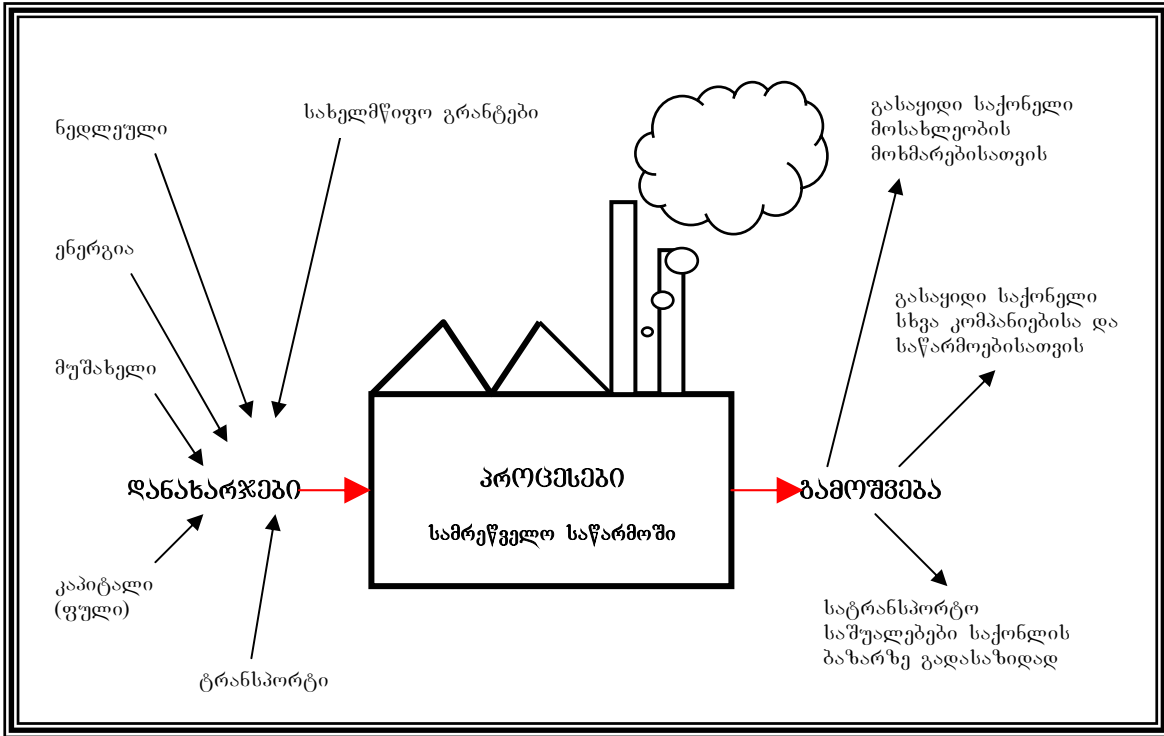 ნედლეული
სახელმწიფო გრანტები
ენერგია
მუშახელი
დანახარჯები
კაპიტალი
(ფული)
ტრანსპორტი
პროცესები
სამრეწველო საწარმოში
გამოშვება
გასაყიდი საქონელი
მოსახლეობის
მოხმარებისათვის
გასაყიდი საქონელი
სხვა კომპანიებისა და
საწარმოებისათვის
სატრანსპორტო
საშუალებები საქონლის
ბაზარზე გადასაზიდად